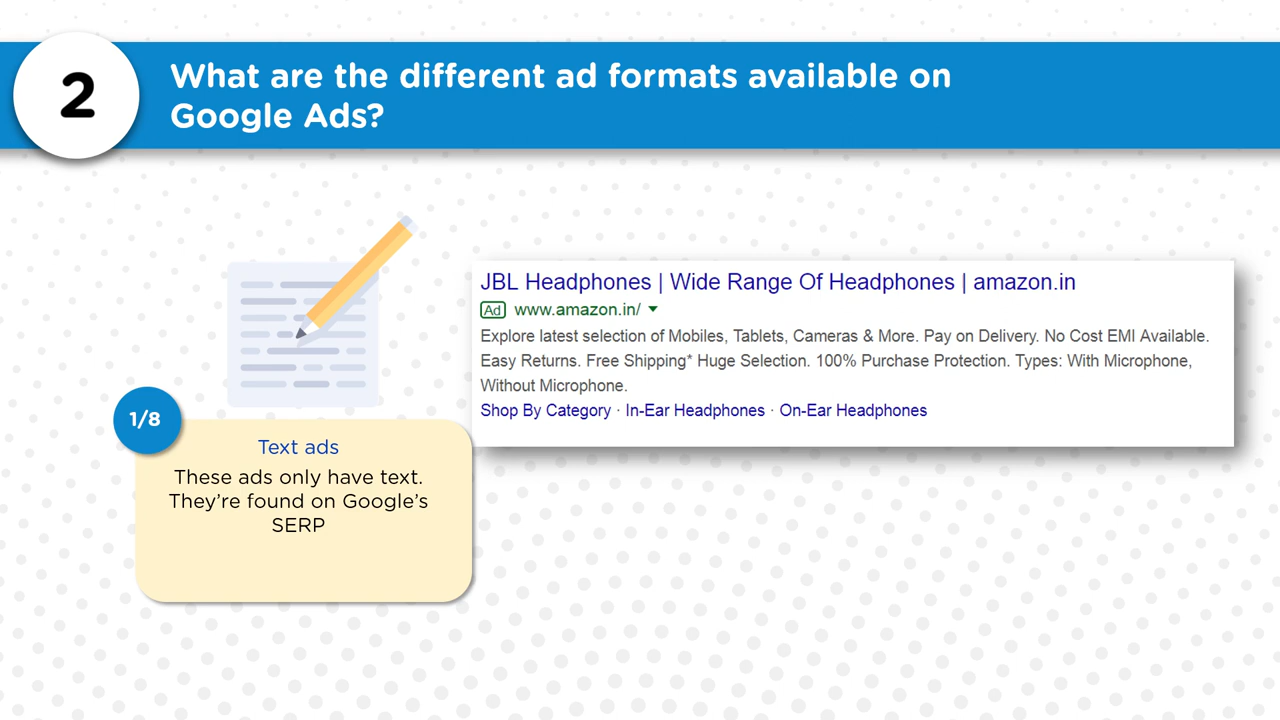 2
What are the different ad formats available on
Google Ads?
JBL Headphones | Wide Range Of Headphones | amazon.in
Ad www.amazon.in/
Explore latest selection of Mobiles, Tablets, Cameras & More. Pay on Delivery. No Cost EMI Available.
Easy Returns. Free Shipping* Huge Selection. 100% Purchase Protection. Types: With Microphone,
Without Microphone.
Shop By Category · In-Ear Headphones · On-Ear Headphones
1/8
Text ads
These ads only have text.
They’re found on Google’s
SERP